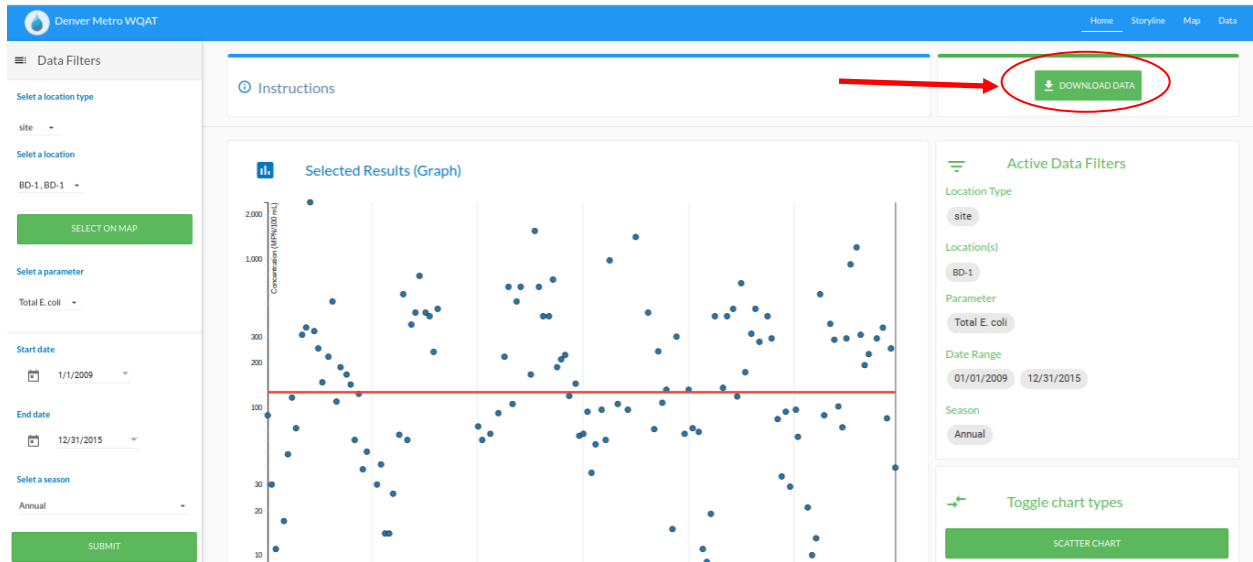 Denver Metro WQAT
Home Storyline Map Data
Data Filters
Selet a location type
site
Selet a location
BD-1, BD-1
SELECT ON MAP
Selet a parameter
Total E. coli
Start date
1/1/2009
End date
12/31/2015
Selet a season
Annual
SUBMIT
Instructions
DOWNLOAD DATA
Selected Results (Graph)
Concentration (MPN/100 mL)
2,000
1,000
300
200
100
30
20
10
Active Data Filters
Location Type
site
Location(s)
BD-1
Parameter
Total E. coli
Date Range
01/01/2009 12/31/2015
Season
Annual
Toggle chart types
SCATTER CHART